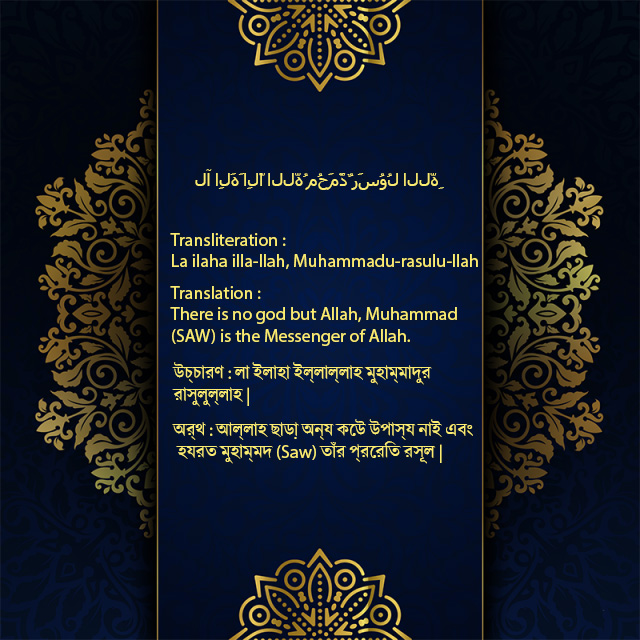 لآ اِلَهَ اِلّا اللّهُ مُحَمّدٌ رَسُوُل اللّهِ
Transliteration :
La ilaha illa-llah, Muhammadu-rasulu-llah
Translation :
There is no god but Allah, Muhammad
(SAW) is the Messenger of Allah.
উচ্চারণ : লা ইলাহা ইল্লাল্লাহ মুহাম্মাদুর
রাসুলুল্লাহ |
অর্থ : আল্লাহ ছাড়া অন্য কেউ উপাস্য নাই এবং
হযরত মুহাম্মদ (Saw) তাঁর প্রেরিত রসূল |